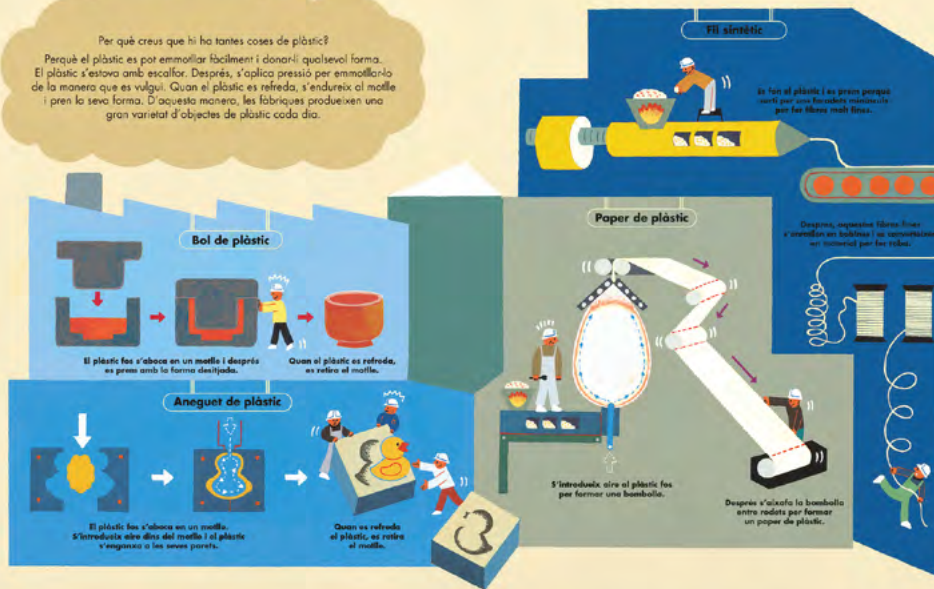 Per què creus que hi ha tantes coses de plàstic?
Perquè el plàstic es pot emmotllar fàcilment i donar-li qualsevol forma.
El plàstic s'estova amb escalfor. Després, s'aplica pressió per emmotllar-lo
de la manera que es vulgui. Quan el plàstic es refreda, s'endureix al motlle
i pren la seva forma. D'aquesta manera, les fàbriques produeixen una
gran varietat d'objectes de plàstic cada dia.
Bol de plàstic
El plàstic fos s'aboca en un motlle i després
es prem amb la forma desitjada.
Quan el plàstic es refreda,
es retira el motlle.
Aneguet de plàstic
El plàstic fos s'aboca en un motlle.
S'introdueix aire dins del motlle i el plàstic
s'enganxa a les seves parets.
Quan es refreda
el plàstic, es retira
el motlle.
Paper de plàstic
S'introdueix aire al plàstic fos
per formar una bombolla.
Després s'aixafa la bombolla
entre rodets per formar
un paper de plàstic.
Fil sintètic
Es fon el plàstic i es prem perquè
surti per uns foradets minúsculs
per fer fibres molt fines.
Després, aquestes fibres fines
s'enrotllen en bobines i es converteixen
en material per fer roba.